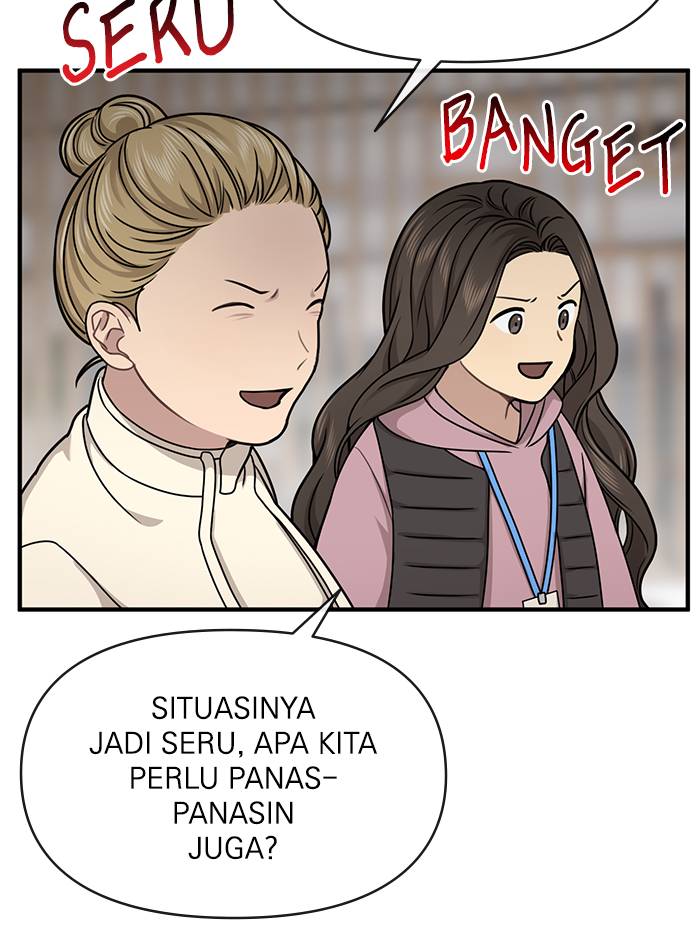 SERU
BANGET
SITUASINYA
JADI SERU, APA KITA
PERLU PANAS-
PANASIN
JUGA?